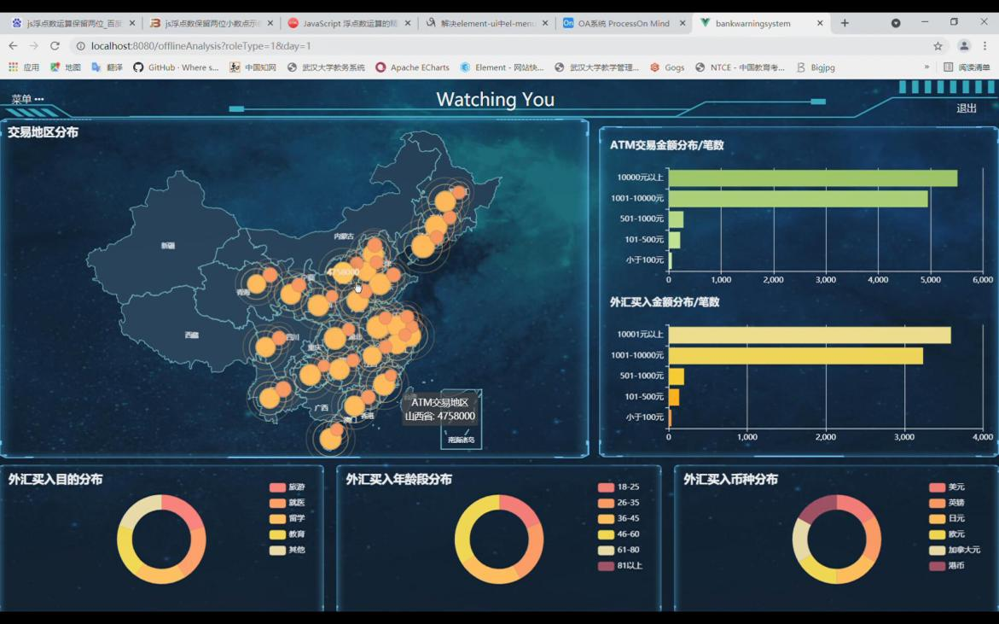 js浮点数运算保留两位_百度
js浮点数保留两位小数点示
JavaScript 浮点数运算的精
解决element-ui中el-menu
OA系统 ProcessOn Mind
bankwarningsystem
localhost:8080/offlineAnalysis?roleType=1&day=1
应用
地图
翻译
GitHub · Where s...
中国知网
武汉大学教务系统
Apache ECharts
Element - 网站快...
武汉大学教学管理...
Gogs
NTCE - 中国教育考...
Bigjpg
»
阅读清单
菜单 •••
Watching You
退出
交易地区分布
内蒙古
新疆
青海
西藏
四川
重庆
广西
香港
澳门
南海诸岛
4758000
ATM交易地区
山西省: 4758000
ATM交易金额分布/笔数
10000元以上
1001-10000元
501-1000元
101-500元
小于100元
0 1,000 2,000 3,000 4,000 5,000 6,000
外汇买入金额分布/笔数
10001元以上
1001-10000元
501-1000元
101-500元
小于100元
0 1,000 2,000 3,000 4,000
外汇买入目的分布
旅游
就医
留学
教育
其他
外汇买入年龄段分布
18-25
26-35
36-45
46-60
61-80
81以上
外汇买入币种分布
美元
英镑
日元
欧元
加拿大元
港币